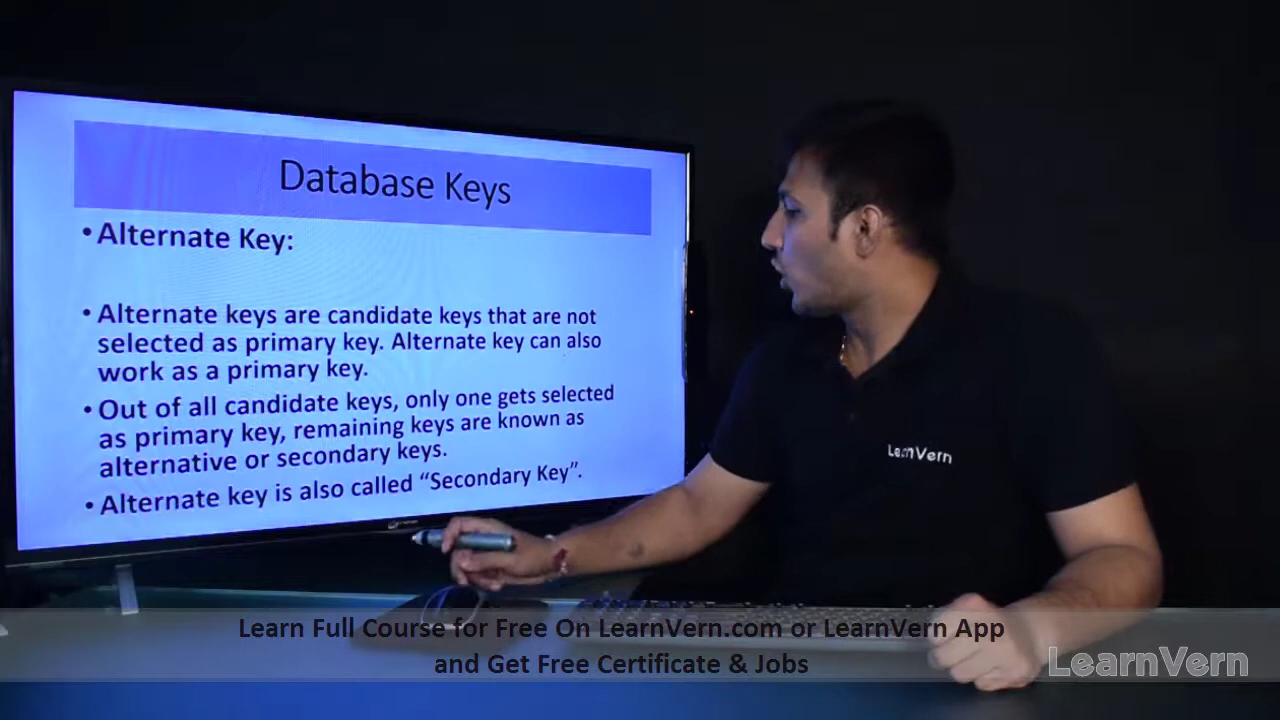 Database Keys
• Alternate Key:
• Alternate keys are candidate keys that are not
selected as primary key. Alternate key can also
work as a primary key.
• Out of all candidate keys, only one gets selected
as primary key, remaining keys are known as
alternative or secondary keys.
• Alternate key is also called “Secondary Key”.
LearnVern
Learn Full Course for Free On LearnVern.com or LearnVern App
and Get Free Certificate & Jobs
LearnVern